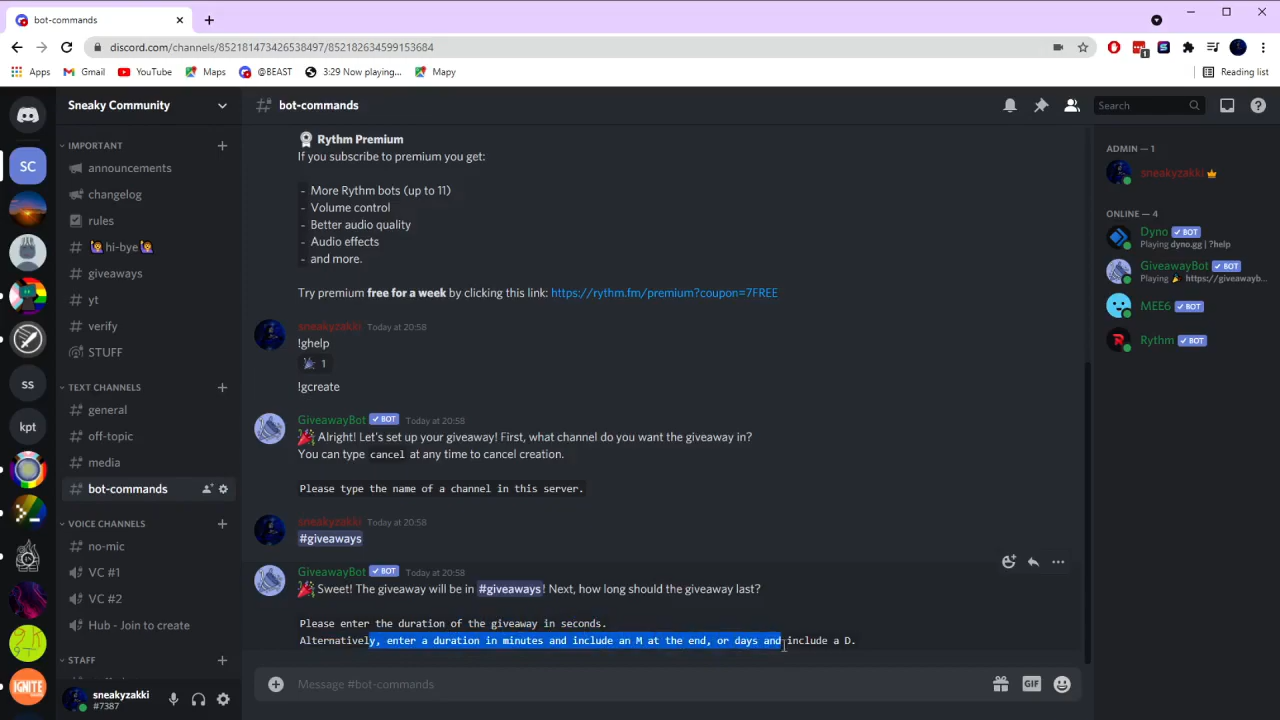 bot-commands
discord.com/channels/852181473426538497/852182634599153684
1
Apps
Gmail
YouTube
Maps
@BEAST
3:29 Now playing...
Mapy
Reading list
Sneaky Community
bot-commands
Search
SC
ss
kpt
IGNITE
IMPORTANT
announcements
changelog
rules
🙋hi-bye🙋
giveaways
yt
verify
STUFF
TEXT CHANNELS
general
off-topic
media
bot-commands
VOICE CHANNELS
no-mic
VC #1
VC #2
Hub - Join to create
STAFF
sneakyzakki
#7387
Rythm Premium
If you subscribe to premium you get:
- More Rythm bots (up to 11)
- Volume control
- Better audio quality
- Audio effects
- and more.
Try premium free for a week by clicking this link: https://rythm.fm/premium?coupon=7FREE
sneakyzakki Today at 20:58
!ghelp
🎉 1
!gcreate
GiveawayBot ✓ BOT Today at 20:58
🎉 Alright! Let's set up your giveaway! First, what channel do you want the giveaway in?
You can type cancel at any time to cancel creation.
Please type the name of a channel in this server.
sneakyzakki Today at 20:58
#giveaways
GiveawayBot ✓ BOT Today at 20:58
🎉 Sweet! The giveaway will be in #giveaways! Next, how long should the giveaway last?
Please enter the duration of the giveaway in seconds.
Alternatively, enter a duration in minutes and include an M at the end, or days and include a D.
Message #bot-commands
GIF
ADMIN — 1
sneakyzakki
ONLINE — 4
Dyno ✓ BOT
Playing dyno.gg | ?help
GiveawayBot ✓ BOT
Playing 🎉 https://giveawayb...
MEE6 ✓ BOT
Rythm ✓ BOT